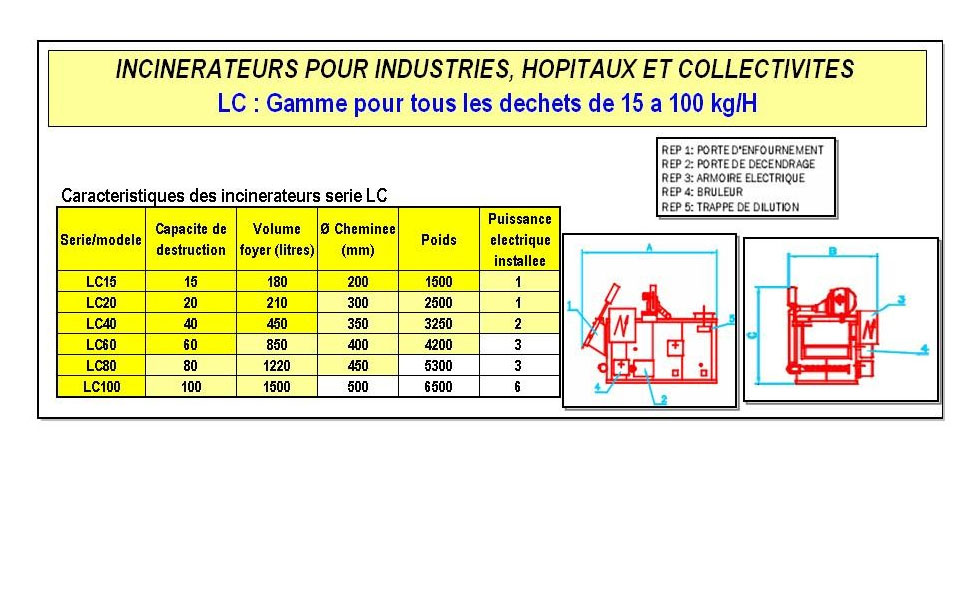 INCINERATEURS POUR INDUSTRIES, HOPITAUX ET COLLECTIVITES
LC : Gamme pour tous les dechets de 15 a 100 kg/H
REP 1: PORTE D'ENFOURNEMENT
REP 2: PORTE DE DECENDRAGE
REP 3: ARMOIRE ELECTRIQUE
REP 4: BRULEUR
REP 5: TRAPPE DE DILUTION
Caracteristiques des incinerateurs serie LC
Serie/modele Capacite de destruction Volume foyer (litres) Ø Cheminee (mm) Poids Puissance electrique installee
LC15 15 180 200 1500 1
LC20 20 210 300 2500 1
LC40 40 450 350 3250 2
LC60 60 850 400 4200 3
LC80 80 1220 450 5300 3
LC100 100 1500 500 6500 6
A
1
5
4
2
B
C
3
4